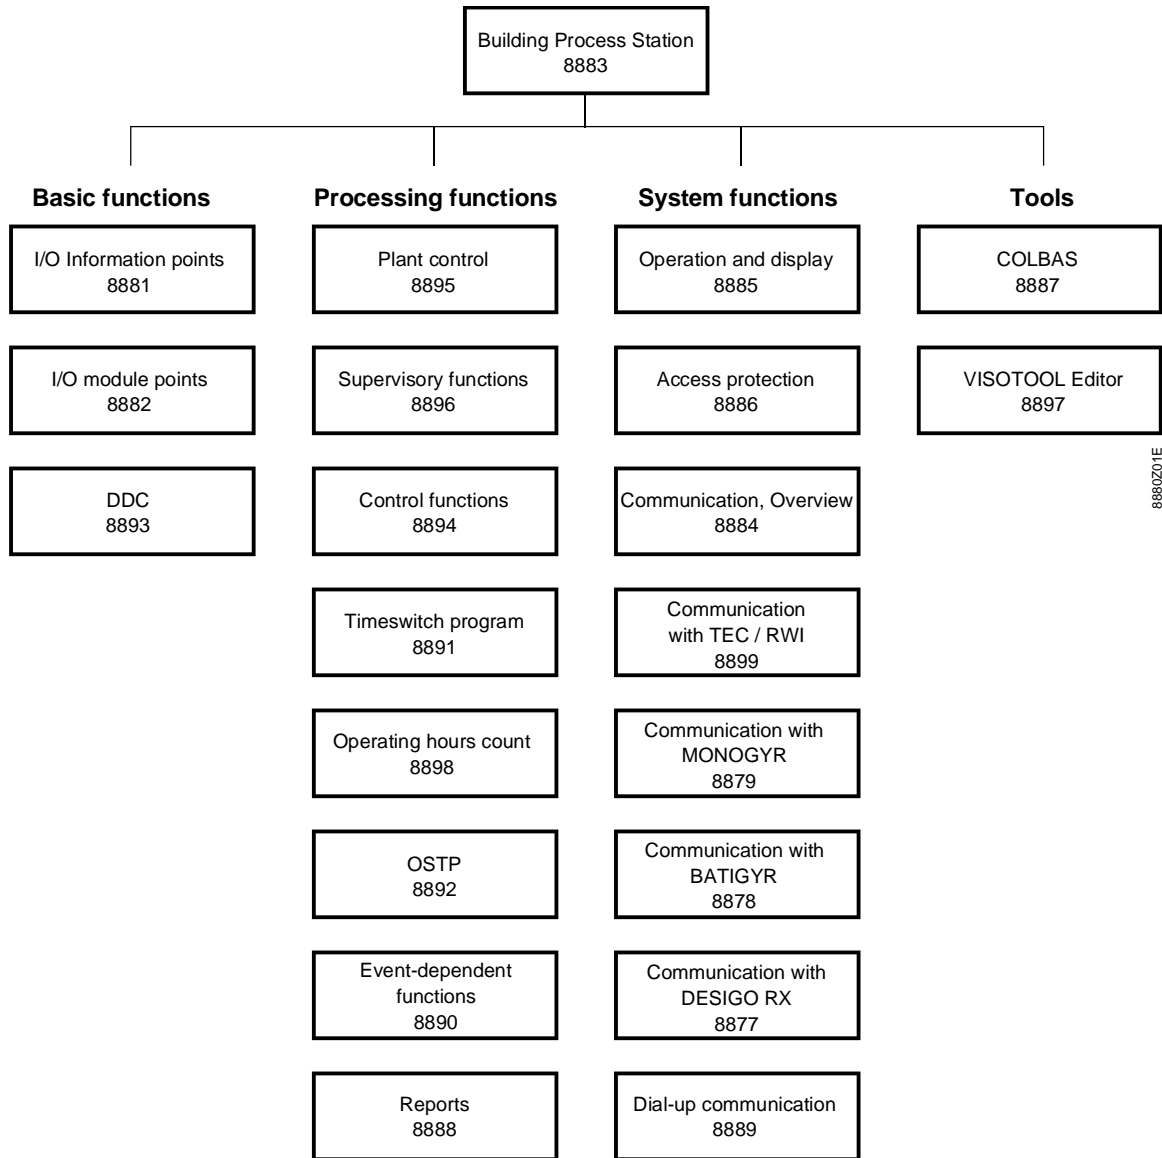 Building Process Station
8883
Basic functions
Processing functions
System functions
Tools
I/O Information points
8881
Plant control
8895
Operation and display
8885
COLBAS
8887
I/O module points
8882
Supervisory functions
8896
Access protection
8886
VISOTOOL Editor
8897
DDC
8893
Control functions
8894
Communication, Overview
8884
8880Z01E
Timeswitch program
8891
Communication
with TEC / RWI
8899
Operating hours count
8898
Communication with
MONOGYR
8879
OSTP
8892
Communication with
BATIGYR
8878
Event-dependent
functions
8890
Communication with
DESIGO RX
8877
Reports
8888
Dial-up communication
8889